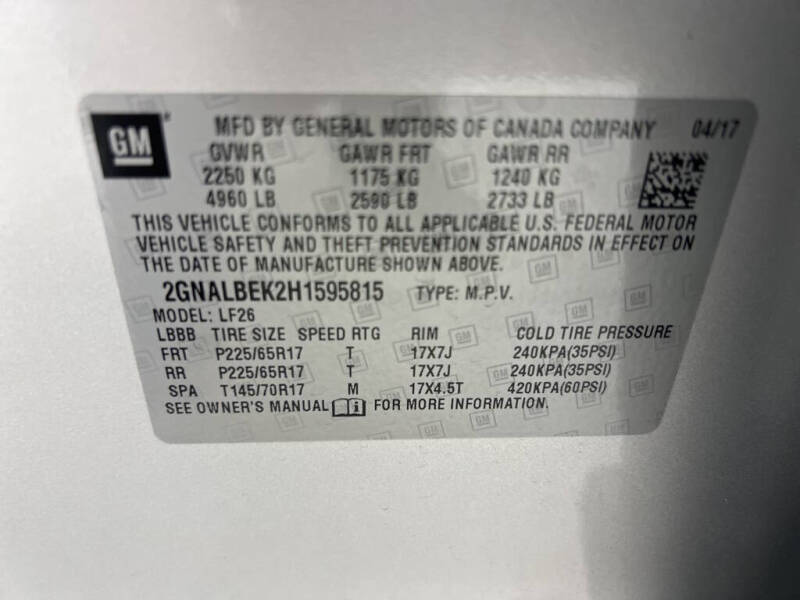 GM MFD BY GENERAL MOTORS OF CANADA COMPANY 04/17
GVWR GAWR FRT GAWR RR
2250 KG 1175 KG 1240 KG
4960 LB 2590 LB 2733 LB
THIS VEHICLE CONFORMS TO ALL APPLICABLE U.S. FEDERAL MOTOR
VEHICLE SAFETY AND THEFT PREVENTION STANDARDS IN EFFECT ON
THE DATE OF MANUFACTURE SHOWN ABOVE.
2GNALBEK2H1595815 TYPE: M.P.V.
MODEL: LF26
LBBB TIRE SIZE SPEED RTG RIM COLD TIRE PRESSURE
FRT P225/65R17 T 17X7J 240KPA(35PSI)
RR P225/65R17 T 17X7J 240KPA(35PSI)
SPA T145/70R17 M 17X4.5T 420KPA(60PSI)
SEE OWNER'S MANUAL i FOR MORE INFORMATION.